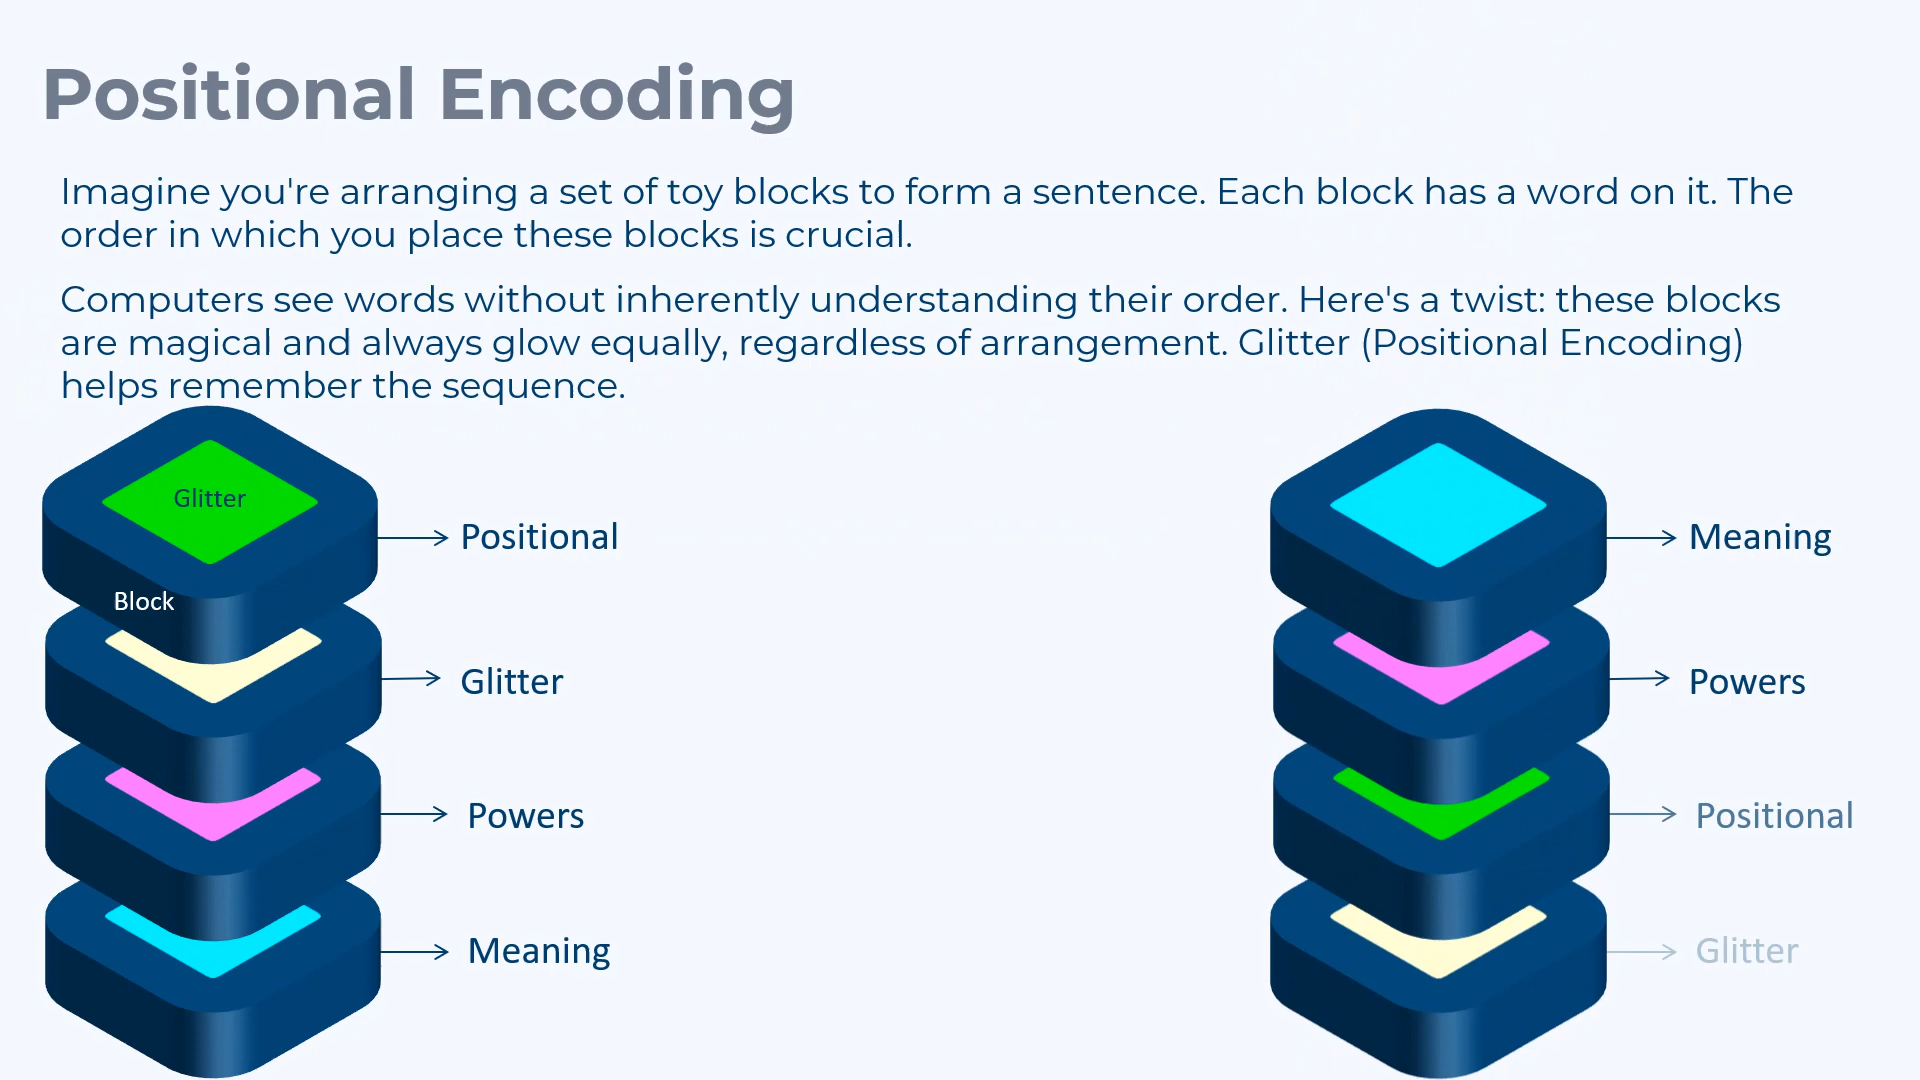 Positional Encoding
Imagine you're arranging a set of toy blocks to form a sentence. Each block has a word on it. The
order in which you place these blocks is crucial.
Computers see words without inherently understanding their order. Here's a twist: these blocks
are magical and always glow equally, regardless of arrangement. Glitter (Positional Encoding)
helps remember the sequence.
Glitter
Block
Positional
Glitter
Powers
Meaning
Meaning
Powers
Positional
Glitter